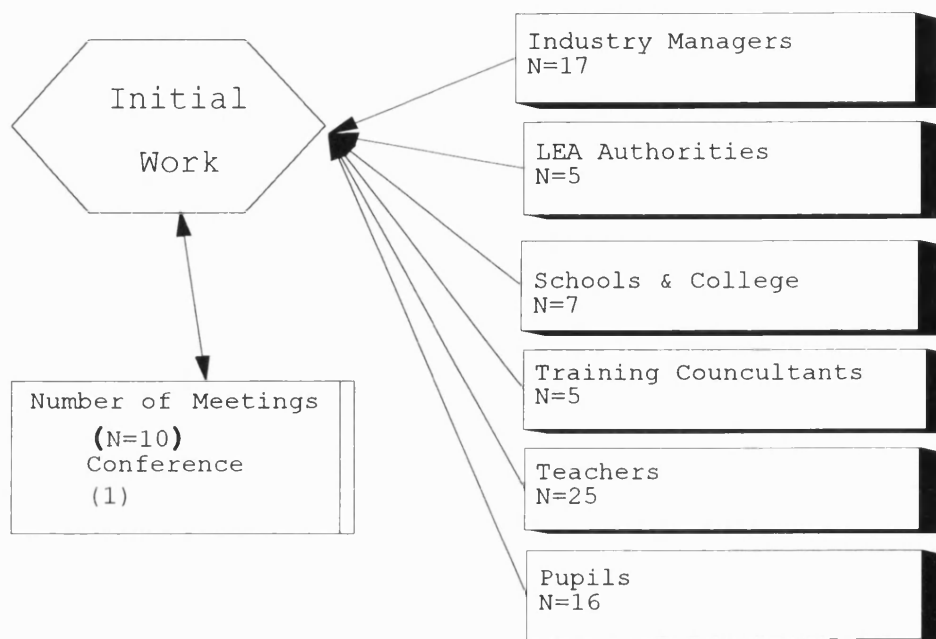 Initial
Work
Number of Meetings
(N=10)
Conference
(1)
Industry Managers
N=17
LEA Authorities
N=5
Schools & College
N=7
Training Councultants
N=5
Teachers
N=25
Pupils
N=16